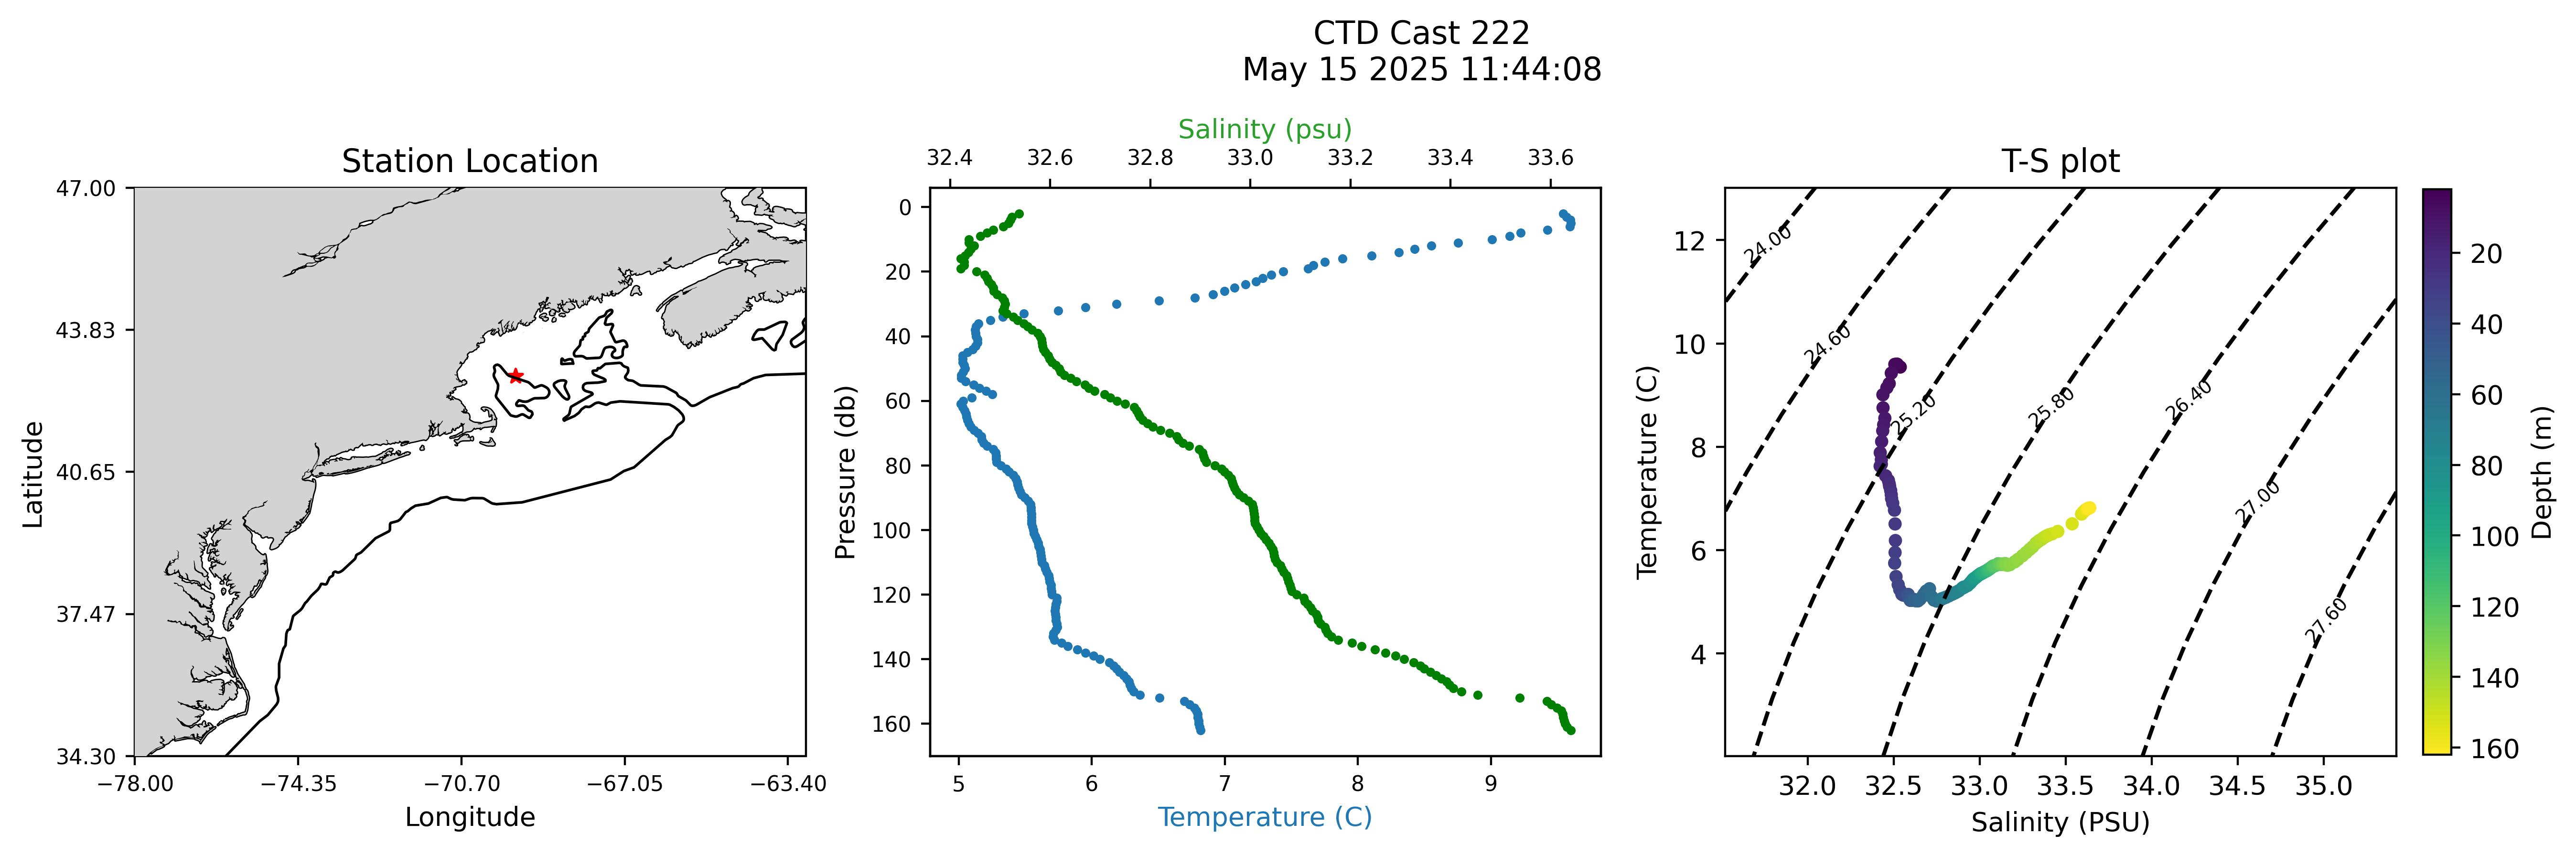 CTD Cast 222
May 15 2025 11:44:08
Station Location
47.00
43.83
40.65
37.47
34.30
Latitude
−78.00 −74.35 −70.70 −67.05 −63.40
Longitude
Salinity (psu)
32.4 32.6 32.8 33.0 33.2 33.4 33.6
0
20
40
60
80
100
120
140
160
Pressure (db)
5 6 7 8 9
Temperature (C)
T-S plot
12
10
8
6
4
Temperature (C)
24.00
24.60
25.20
25.80
26.40
27.00
27.60
32.0 32.5 33.0 33.5 34.0 34.5 35.0
Salinity (PSU)
20
40
60
80
100
120
140
160
Depth (m)